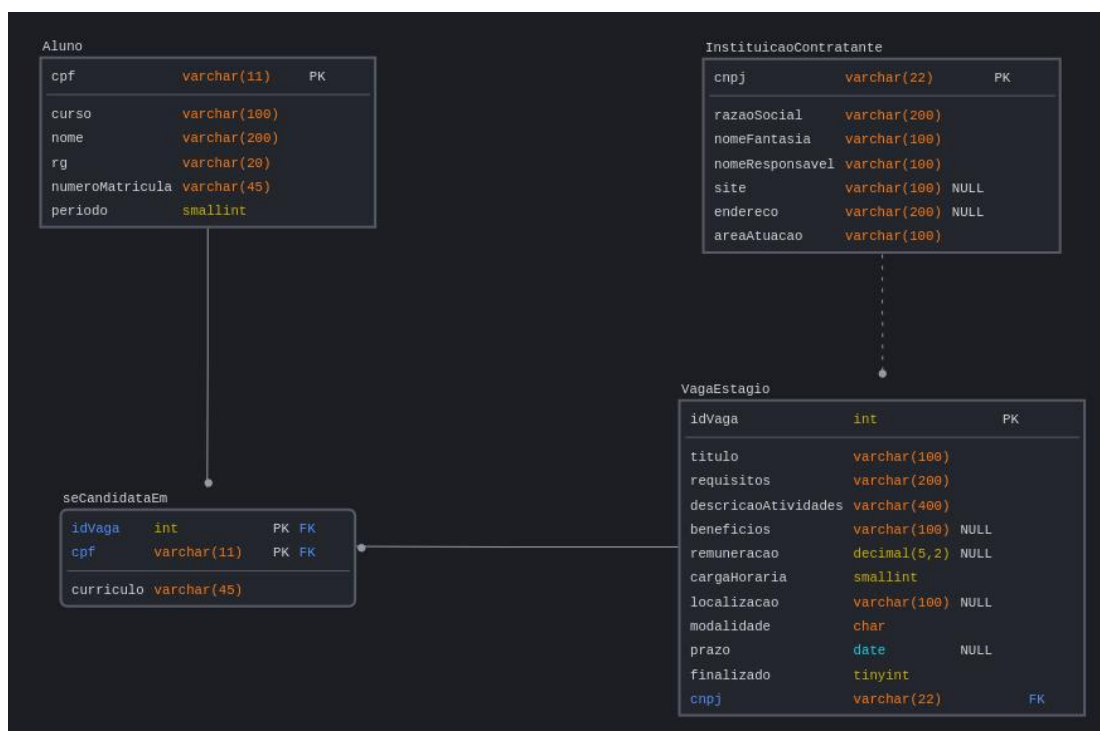 Aluno
cpf varchar(11) PK
curso varchar(100)
nome varchar(200)
rg varchar(20)
numeroMatricula varchar(45)
periodo smallint
InstituicaoContratante
cnpj varchar(22) PK
razaoSocial varchar(200)
nomeFantasia varchar(100)
nomeResponsavel varchar(100)
site varchar(100) NULL
endereco varchar(200) NULL
areaAtuacao varchar(100)
seCandidataEm
idVaga int PK FK
cpf varchar(11) PK FK
curriculo varchar(45)
VagaEstagio
idVaga int PK
titulo varchar(100)
requisitos varchar(200)
descricaoAtividades varchar(400)
beneficios varchar(100) NULL
remuneracao decimal(5,2) NULL
cargaHoraria smallint
localizacao varchar(100) NULL
modalidade char
prazo date NULL
finalizado tinyint
cnpj varchar(22) FK